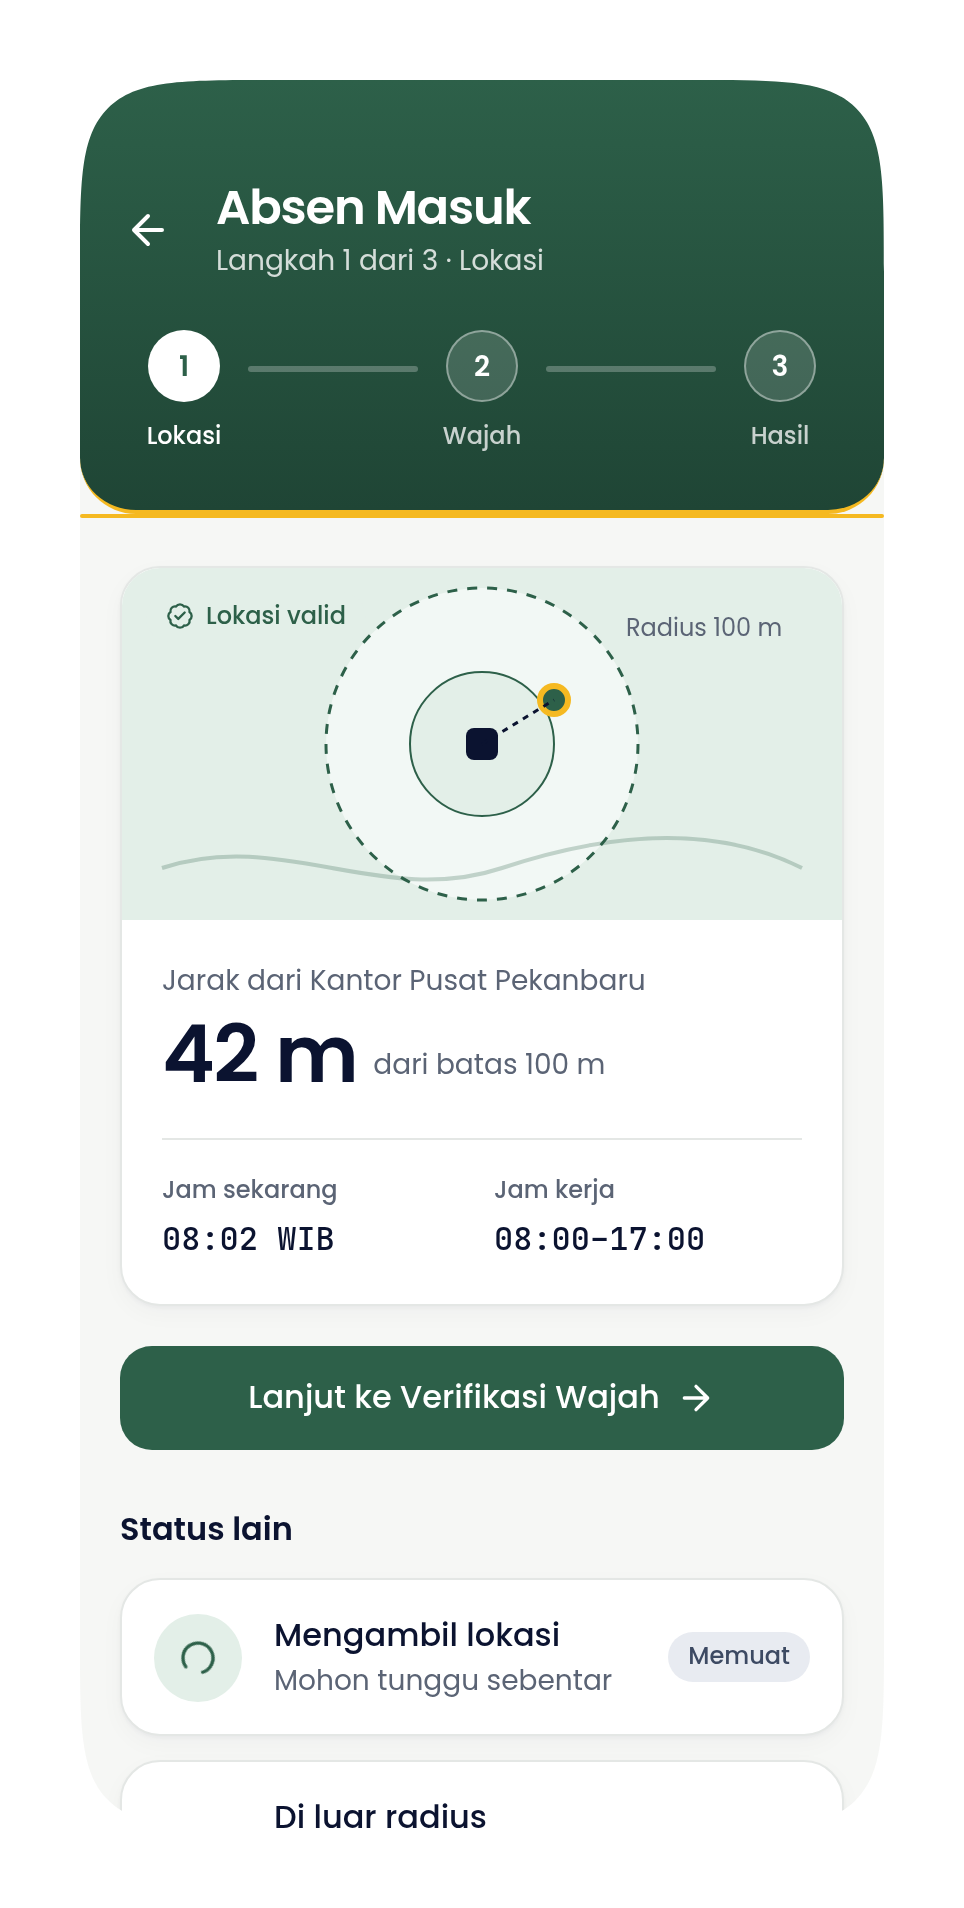 Absen Masuk
Langkah 1 dari 3 · Lokasi
1
2
3
Lokasi
Wajah
Hasil
Lokasi valid
Radius 100 m
Jarak dari Kantor Pusat Pekanbaru
42 m dari batas 100 m
Jam sekarang
Jam kerja
08:02 WIB
08:00–17:00
Lanjut ke Verifikasi Wajah
Status lain
Mengambil lokasi
Mohon tunggu sebentar
Memuat
Di luar radius